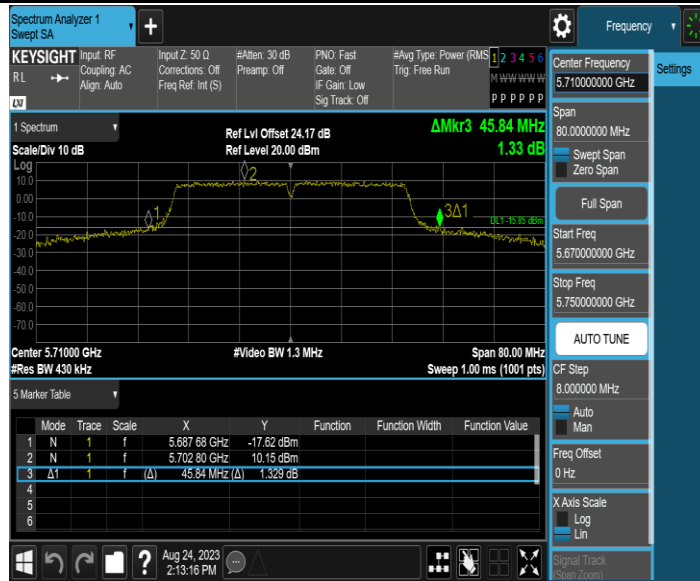 Spectrum Analyzer 1
Swept SA
Frequency
KEYSIGHT
RL
LXI
Input: RF
Coupling: AC
Align: Auto
Input Z: 50 Ω
Corrections: Off
Freq Ref: Int (S)
#Atten: 30 dB
Preamp: Off
PNO: Fast
Gate: Off
IF Gain: Low
Sig Track: Off
#Avg Type: Power (RMS
Trig: Free Run
1 2 3 4 5 6
M W W W W W
P P P P P P
1 Spectrum
Scale/Div 10 dB
Ref Lvl Offset 24.17 dB
Ref Level 20.00 dBm
ΔMkr3 45.84 MHz
1.33 dB
Log
10.0
0.00
-10.0
-20.0
-30.0
-40.0
-50.0
-60.0
-70.0
1
2
3Δ1
DL1 -15.85 dBm
Center 5.71000 GHz
#Res BW 430 kHz
#Video BW 1.3 MHz
Span 80.00 MHz
Sweep 1.00 ms (1001 pts)
5 Marker Table
Mode Trace Scale X Y Function Function Width Function Value
1 N 1 f 5.687 68 GHz -17.62 dBm
2 N 1 f 5.702 80 GHz 10.15 dBm
3 Δ1 1 f (Δ) 45.84 MHz (Δ) 1.329 dB
4
5
6
Aug 24, 2023
2:13:16 PM
Center Frequency
5.710000000 GHz
Settings
Span
80.0000000 MHz
Swept Span
Zero Span
Full Span
Start Freq
5.670000000 GHz
Stop Freq
5.750000000 GHz
AUTO TUNE
CF Step
8.000000 MHz
Auto
Man
Freq Offset
0 Hz
X Axis Scale
Log
Lin
Signal Track
(Span Zoom)